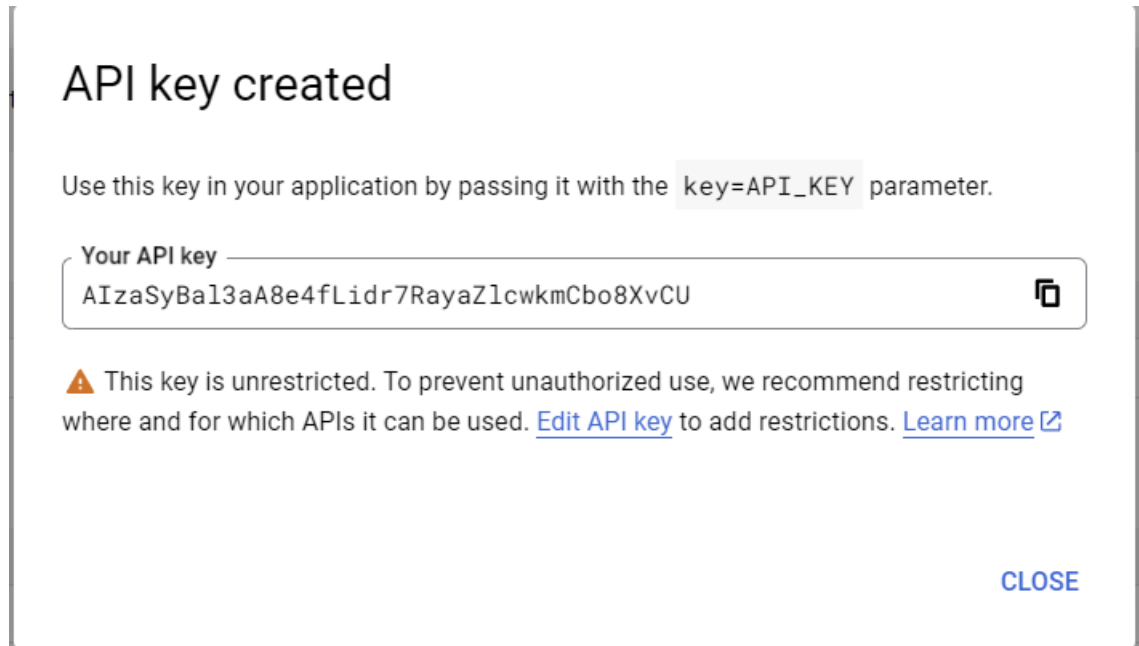 API key created
Use this key in your application by passing it with the key=API_KEY parameter.
Your API key
AIzaSyBal3aA8e4fLidr7RayaZlcwkmCbo8XvCU
This key is unrestricted. To prevent unauthorized use, we recommend restricting
where and for which APIs it can be used. Edit API key to add restrictions. Learn more
CLOSE